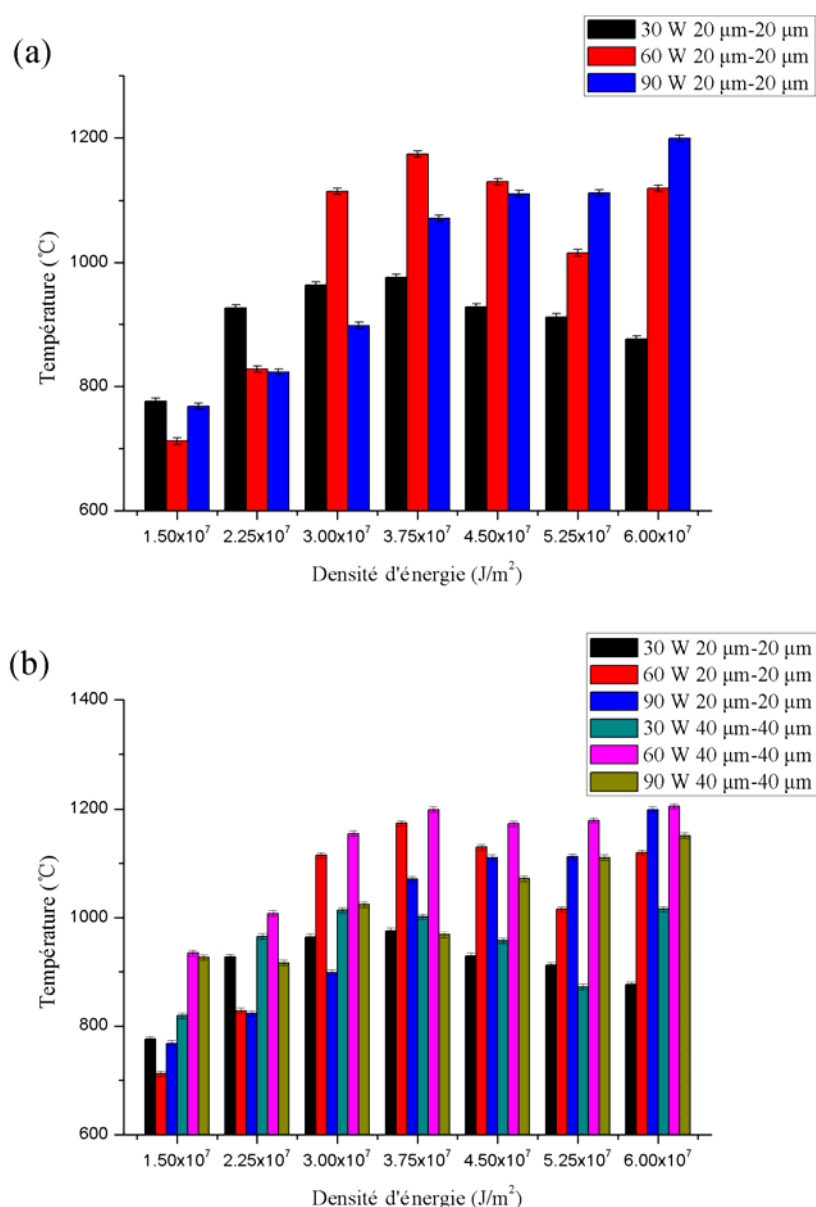 (a)
30 W 20 μm-20 μm
60 W 20 μm-20 μm
90 W 20 μm-20 μm
1200
1000
800
600
Température (℃)
1.50x10⁷ 2.25x10⁷ 3.00x10⁷ 3.75x10⁷ 4.50x10⁷ 5.25x10⁷ 6.00x10⁷
Densité d'énergie (J/m²)
(b)
30 W 20 μm-20 μm
60 W 20 μm-20 μm
90 W 20 μm-20 μm
30 W 40 μm-40 μm
60 W 40 μm-40 μm
90 W 40 μm-40 μm
1400
1200
1000
800
600
Température (℃)
1.50x10⁷ 2.25x10⁷ 3.00x10⁷ 3.75x10⁷ 4.50x10⁷ 5.25x10⁷ 6.00x10⁷
Densité d'énergie (J/m²)